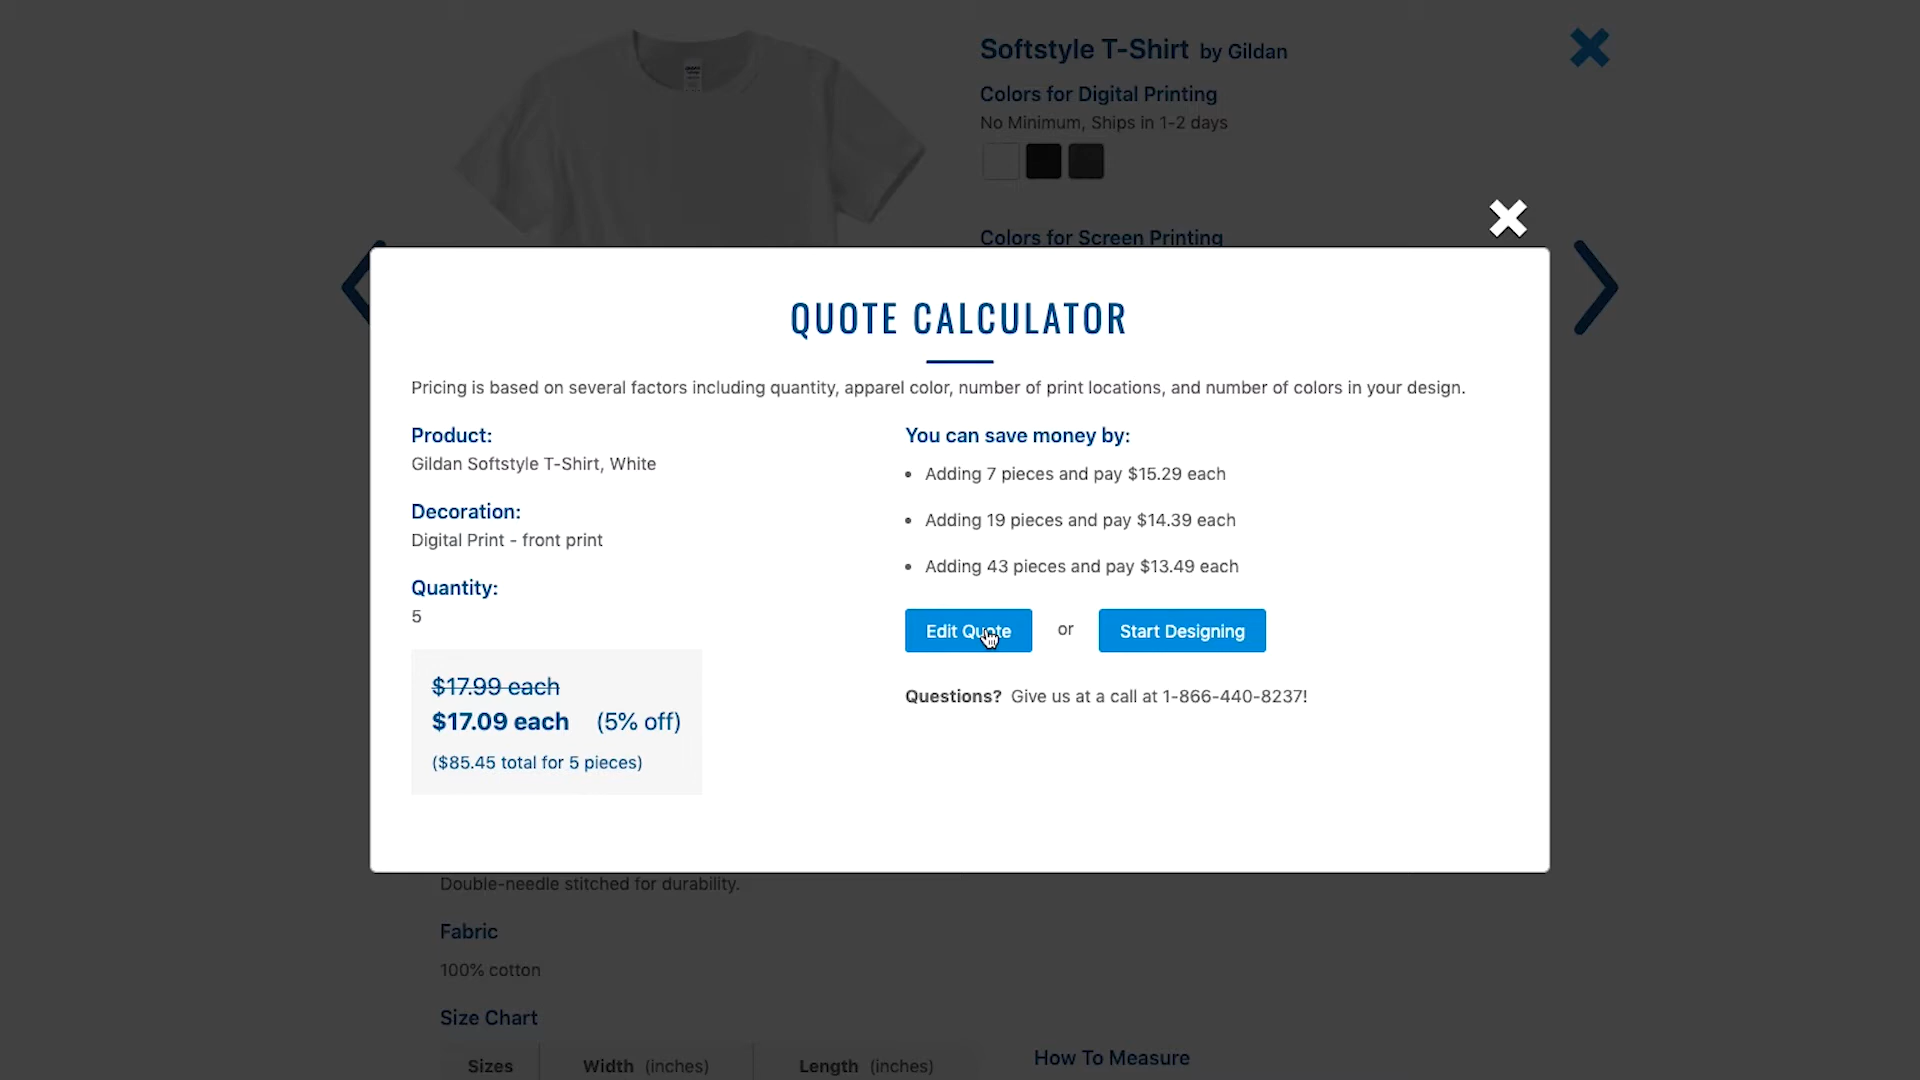 Softstyle T-Shirt by Gildan
Colors for Digital Printing
No Minimum, Ships in 1-2 days
Colors for Screen Printing
QUOTE CALCULATOR
Pricing is based on several factors including quantity, apparel color, number of print locations, and number of colors in your design.
Product:
Gildan Softstyle T-Shirt, White
Decoration:
Digital Print - front print
Quantity:
5
$17.99 each
$17.09 each (5% off)
($85.45 total for 5 pieces)
You can save money by:
• Adding 7 pieces and pay $15.29 each
• Adding 19 pieces and pay $14.39 each
• Adding 43 pieces and pay $13.49 each
Edit Quote or Start Designing
Questions? Give us at a call at 1-866-440-8237!
Double-needle stitched for durability.
Fabric
100% cotton
Size Chart
Sizes Width (inches) Length (inches)
How To Measure